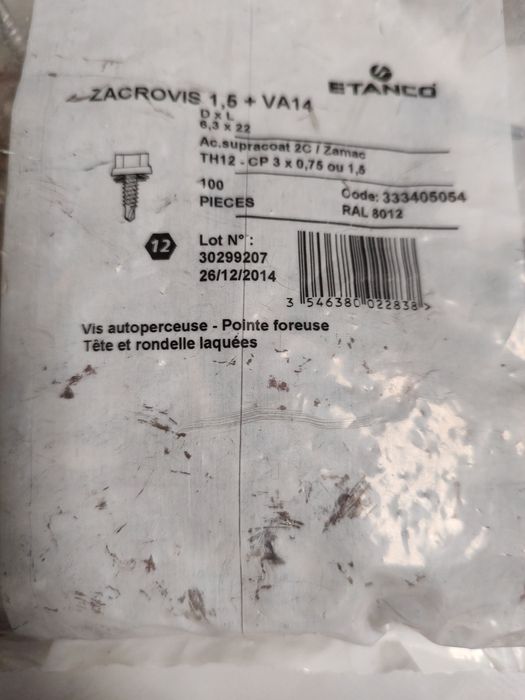 ETANCO
ZACROVIS 1,5 + VA14
D x L
6,3 x 22
Ac.supracoat 2C / Zamac
TH12 - CP 3 x 0,75 ou 1,5
100
PIECES
Code: 333405054
RAL 8012
12
Lot N° :
30299207
26/12/2014
3 546380 022838 >
Vis autoperceuse - Pointe foreuse
Tête et rondelle laquées